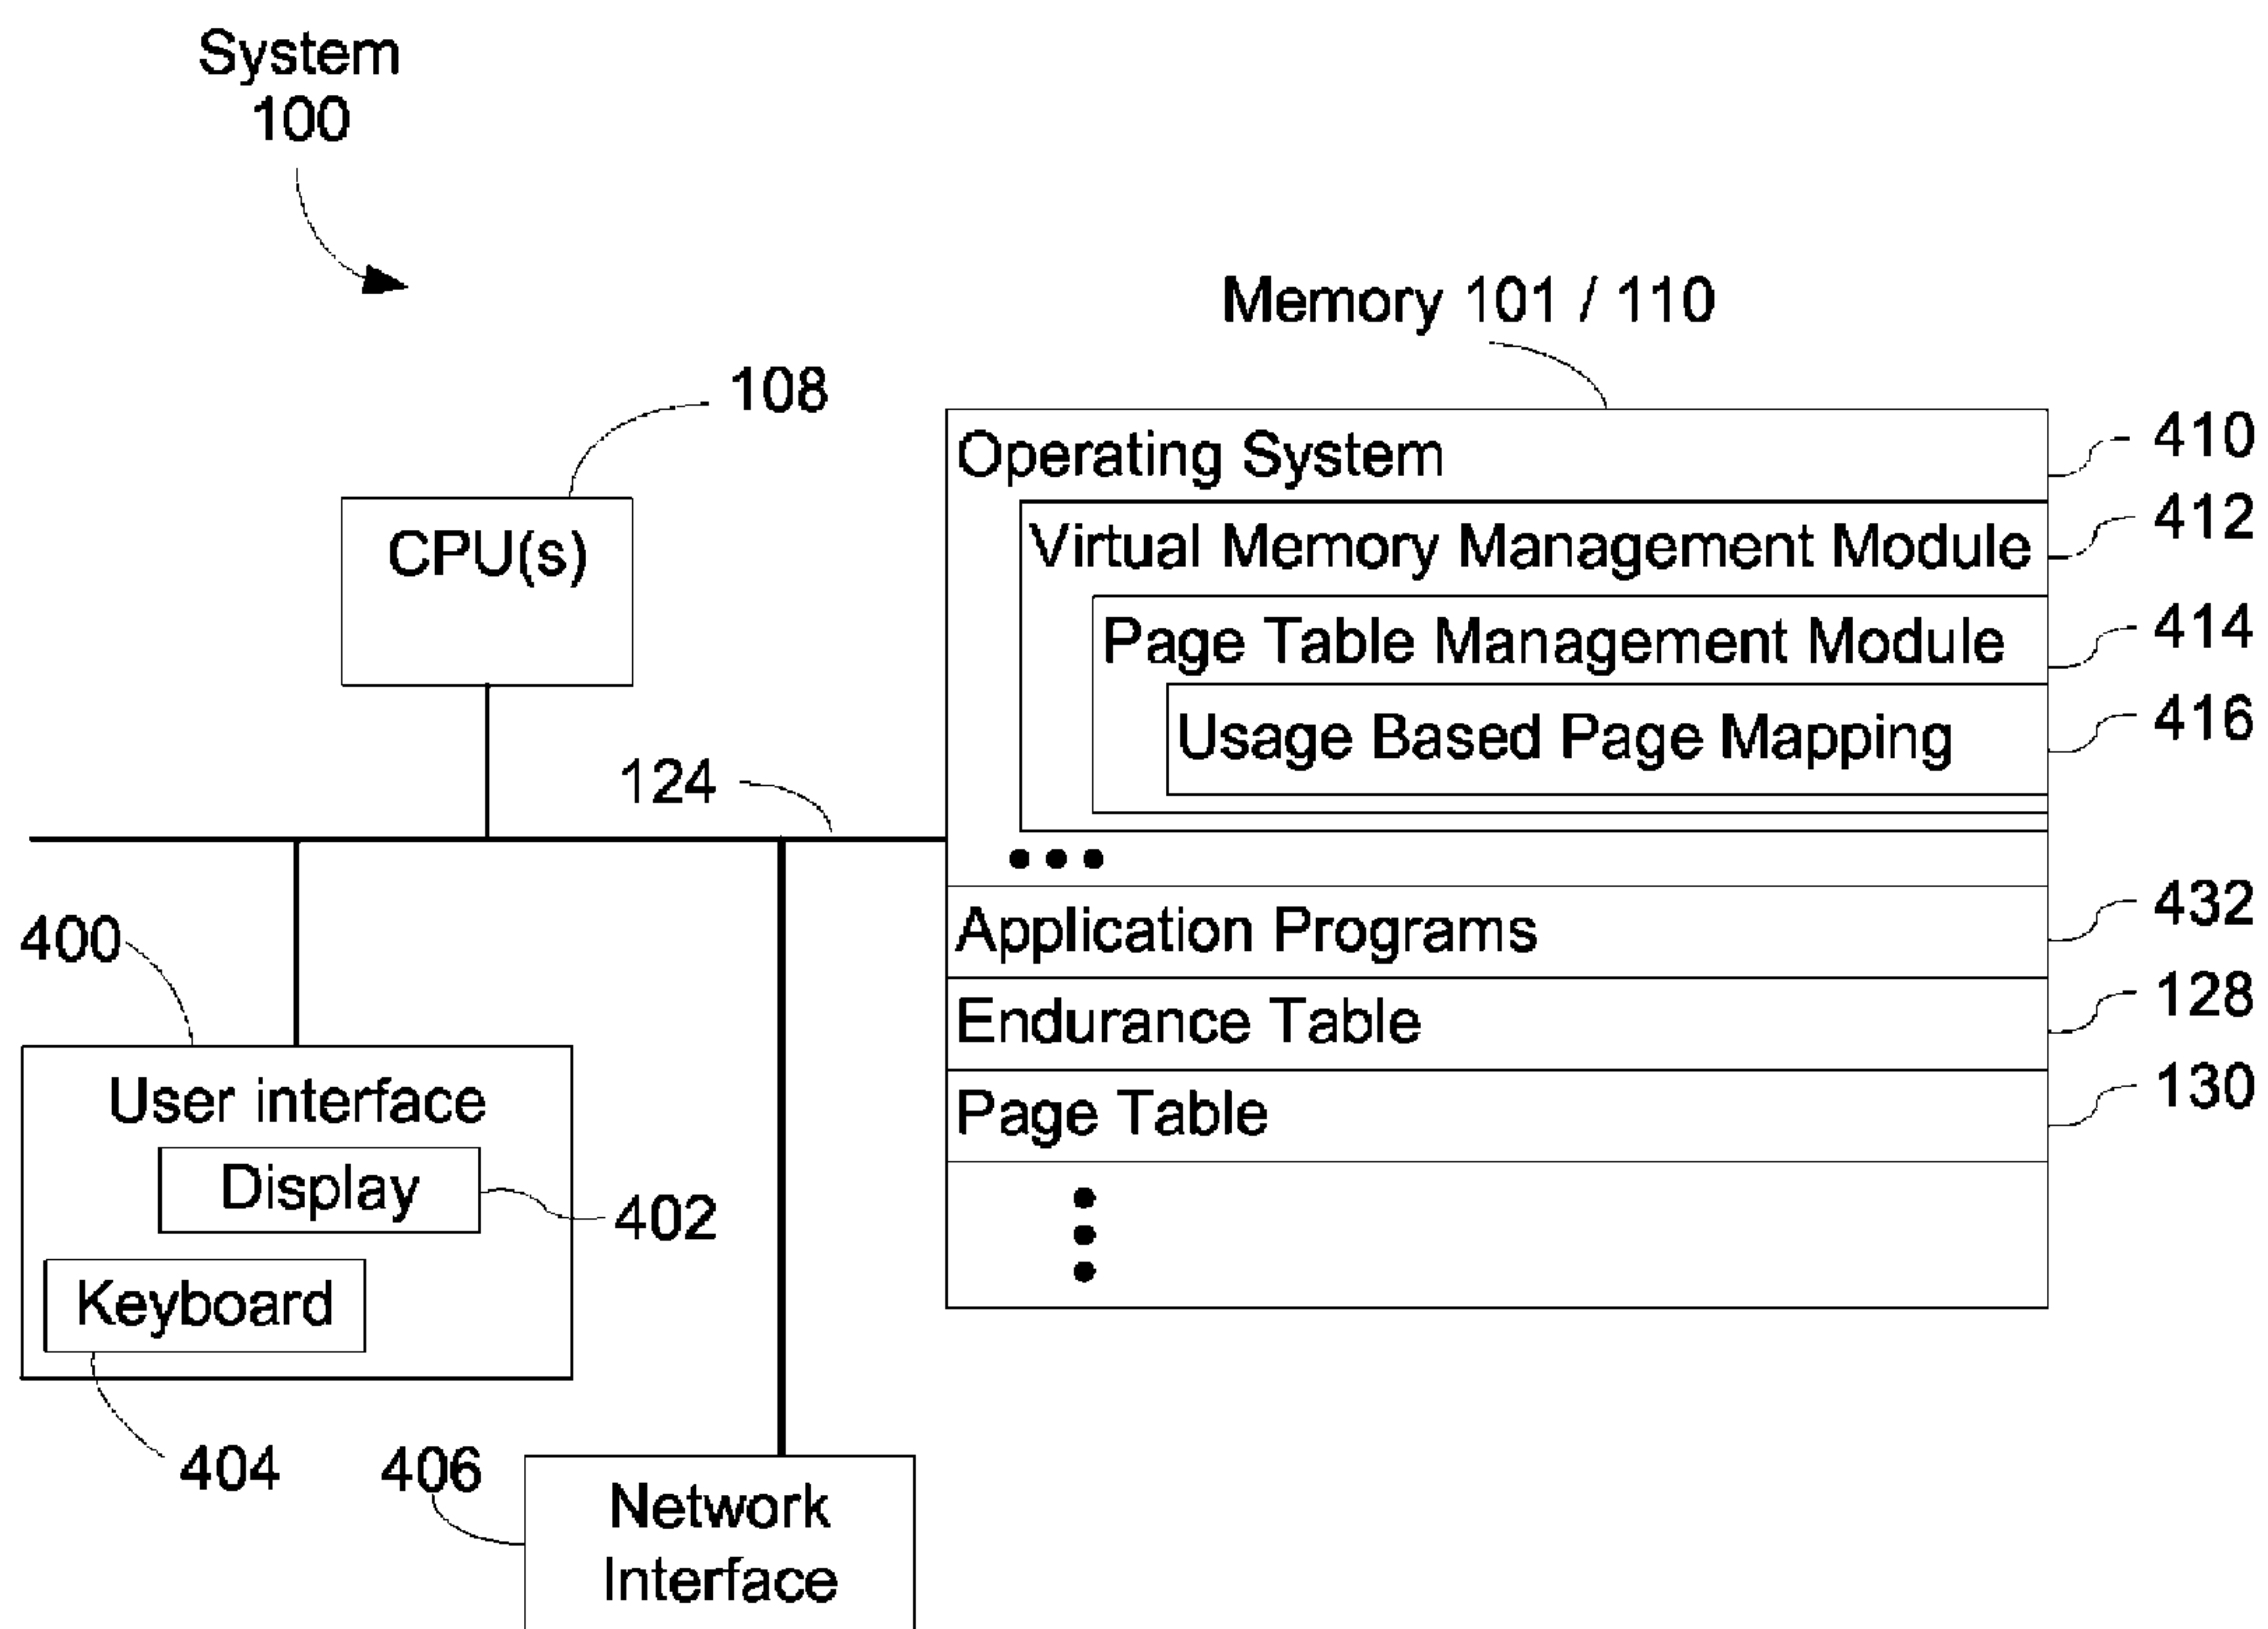 System
100
Memory 101 / 110
108
Operating System
410
CPU(s)
Virtual Memory Management Module
412
Page Table Management Module
414
Usage Based Page Mapping
416
124
Application Programs
432
400
Endurance Table
128
User interface
Page Table
130
Display
402
Keyboard
404
406
Network
Interface